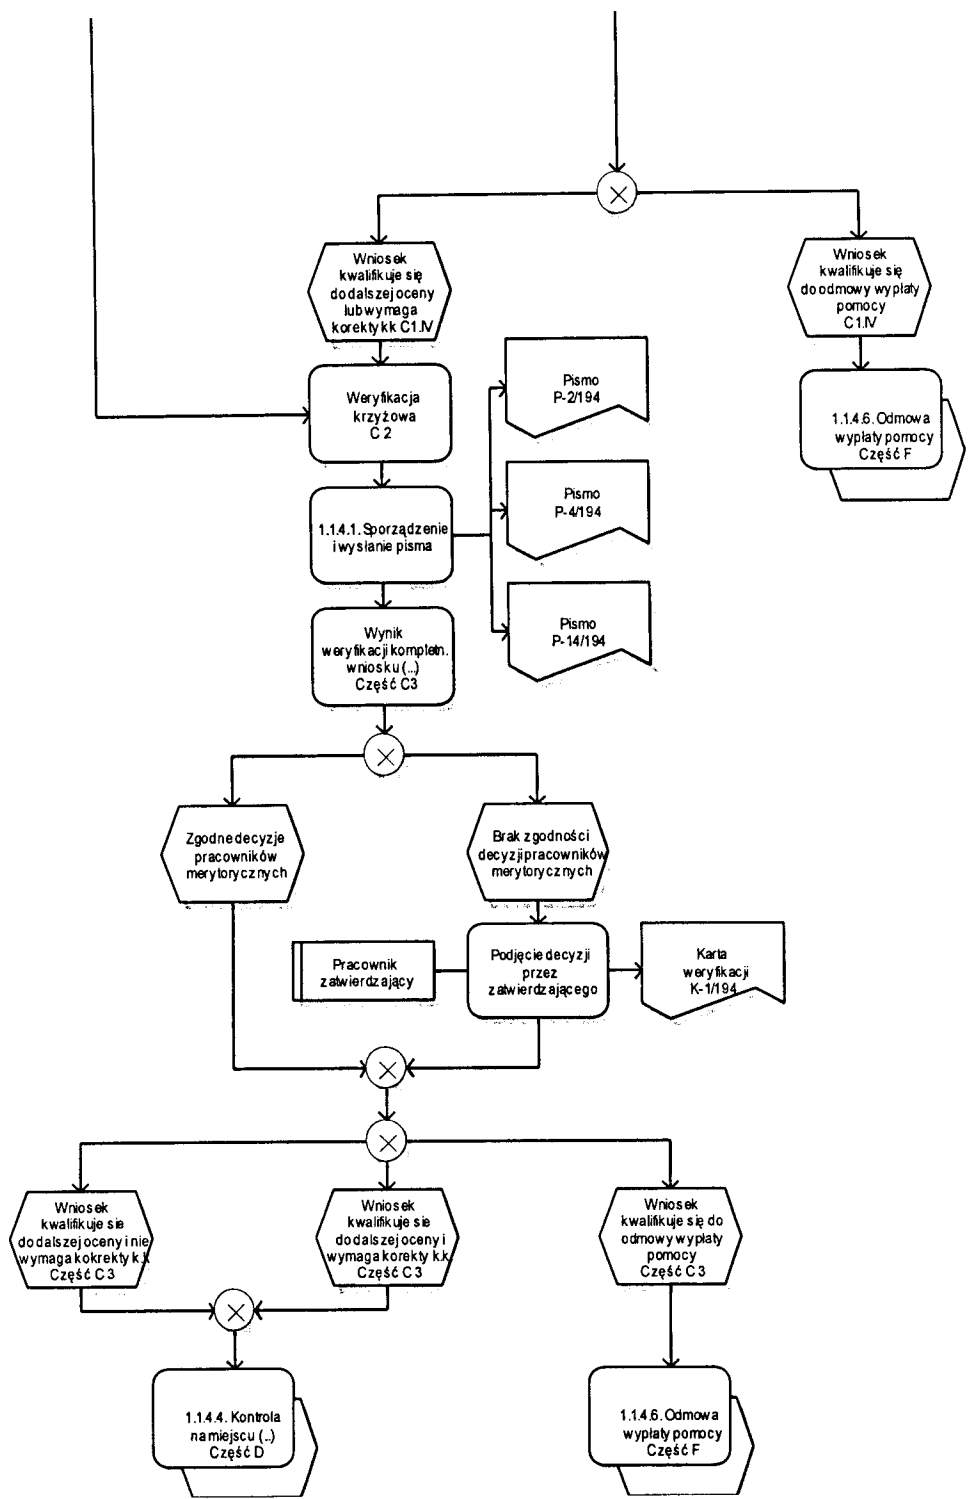 Wniosek
kwalifikuje się
do dalszej oceny
lub wymaga
korekty kk C1.IV
Wniosek
kwalifikuje się
do odmowy wypłaty
pomocy
C1.IV
Weryfikacja
krzyżowa
C 2
Pismo
P-2/194
1.1.4.6. Odmowa
wypłaty pomocy
Część F
Pismo
P-4/194
1.1.4.1. Sporządzenie
i wysłanie pisma
Pismo
P-14/194
Wynik
weryfikacji kompletn.
wniosku (..)
Część C3
Zgodne decyzje
pracowników
merytorycznych
Brak zgodności
decyzji pracowników
merytorycznych
Pracownik
zatwierdzający
Podjęcie decyzji
przez
zatwierdzającego
Karta
weryfikacji
K-1/194
Wniosek
kwalifikuje sie
do dalszej oceny i nie
wymaga kokrekty k.k
Część C 3
Wniosek
kwalifikuje sie
do dalszej oceny i
wymaga korekty k.k.
Część C 3
Wniosek
kwalifikuje się do
odmowy wypłaty
pomocy
Część C3
1.1.4.4. Kontrola
na miejscu (..)
Część D
1.1.4.6. Odmowa
wypłaty pomocy
Część F